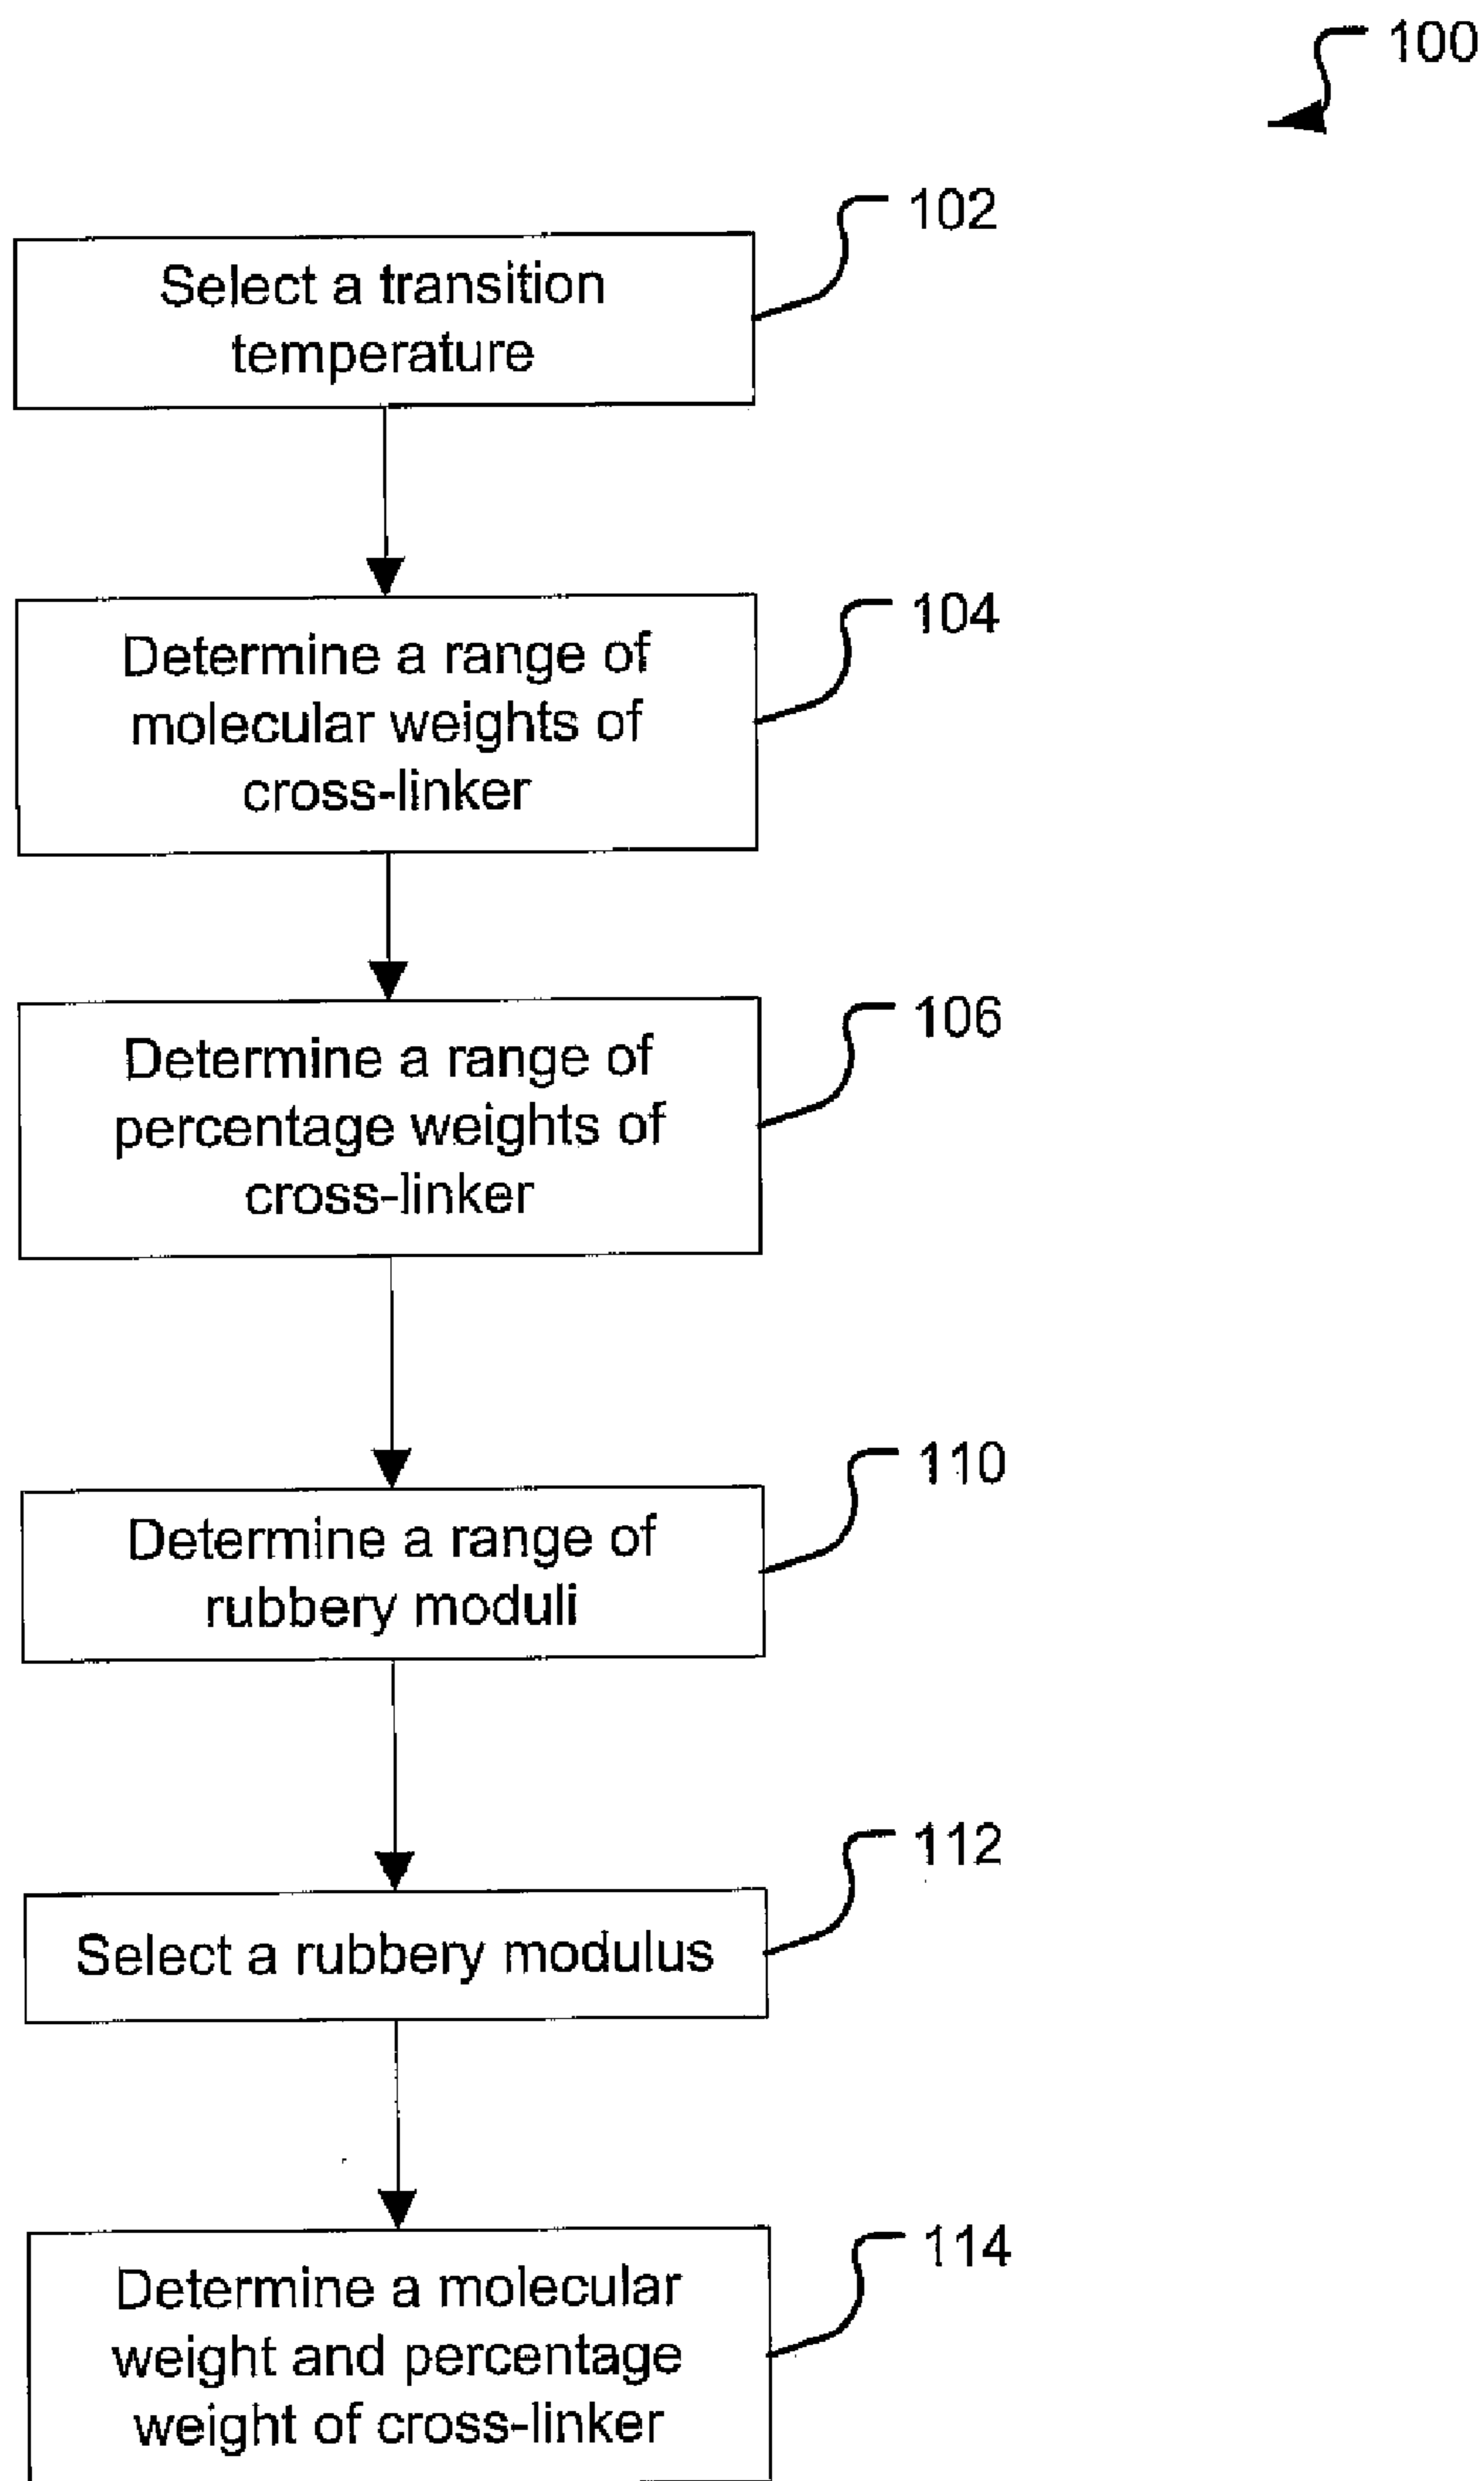 100
102
Select a transition
temperature
104
Determine a range of
molecular weights of
cross-linker
106
Determine a range of
percentage weights of
cross-linker
110
Determine a range of
rubbery moduli
112
Select a rubbery modulus
114
Determine a molecular
weight and percentage
weight of cross-linker